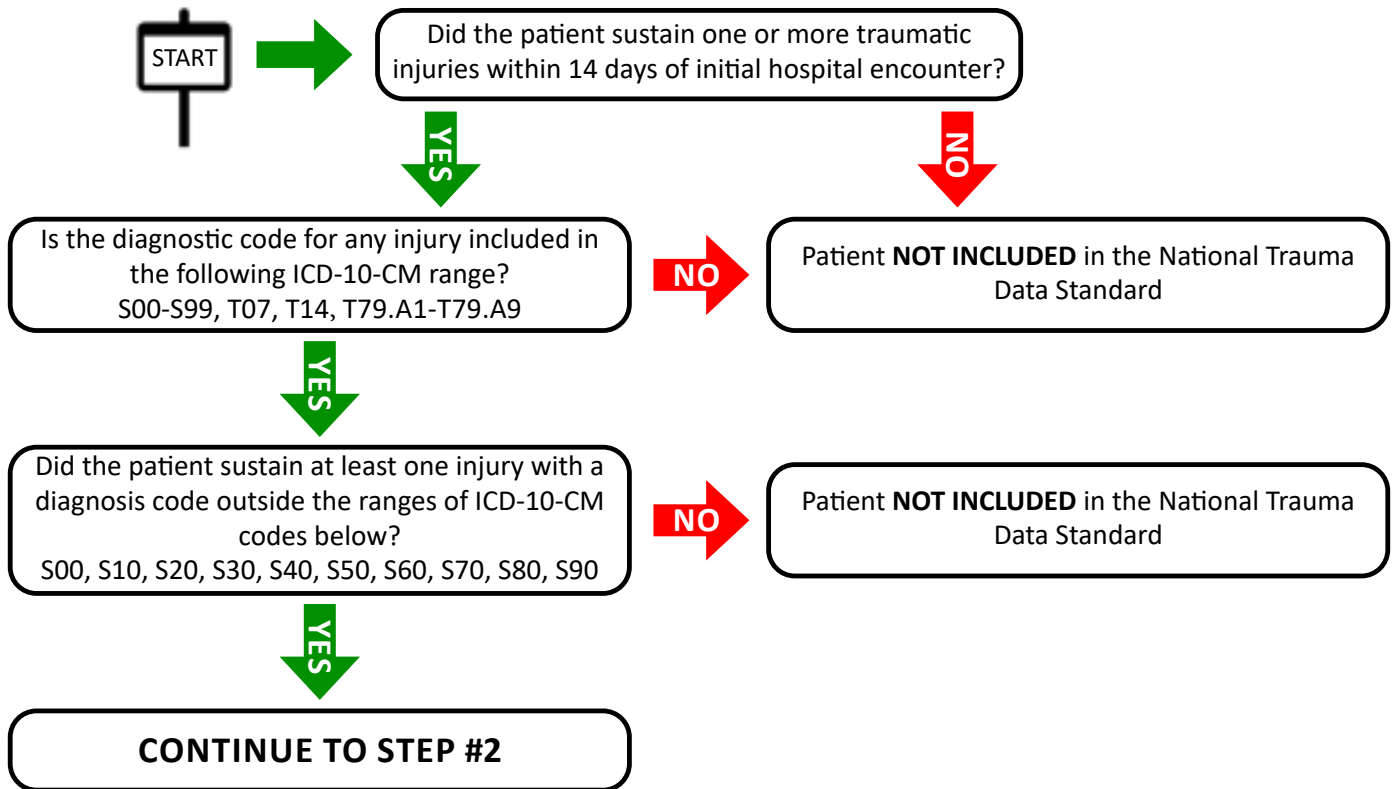 START
Did the patient sustain one or more traumatic
injuries within 14 days of initial hospital encounter?
YES
NO
Is the diagnostic code for any injury included in
the following ICD-10-CM range?
S00-S99, T07, T14, T79.A1-T79.A9
NO
Patient NOT INCLUDED in the National Trauma
Data Standard
YES
Did the patient sustain at least one injury with a
diagnosis code outside the ranges of ICD-10-CM
codes below?
S00, S10, S20, S30, S40, S50, S60, S70, S80, S90
NO
Patient NOT INCLUDED in the National Trauma
Data Standard
YES
CONTINUE TO STEP #2